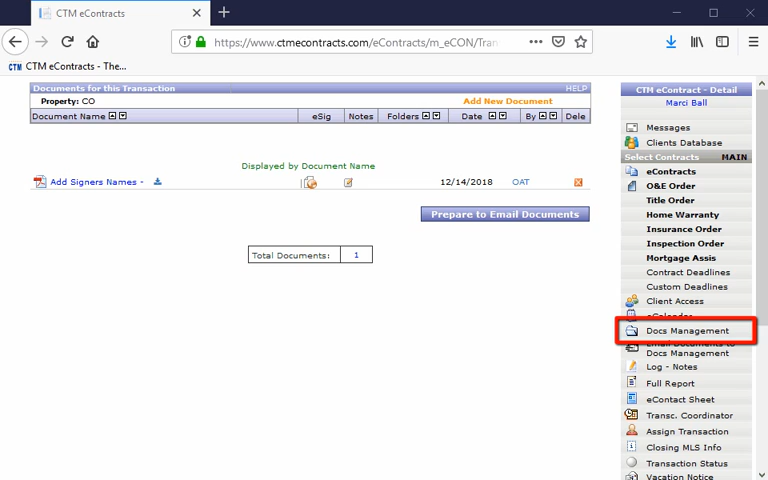 CTM eContracts
https://www.ctmecontracts.com/eContracts/m_eCON/Tran
CTM eContracts - The...
Documents for this Transaction
HELP
Property: CO
Add New Document
Document Name
eSig
Notes
Folders
Date
By
Dele
Displayed by Document Name
Add Signers Names -
12/14/2018
OAT
Prepare to Email Documents
Total Documents:
1
CTM eContract - Detail
Marci Ball
Messages
Clients Database
Select Contracts
MAIN
eContracts
O&E Order
Title Order
Home Warranty
Insurance Order
Inspection Order
Mortgage Assis
Contract Deadlines
Custom Deadlines
Client Access
eCalendar
Docs Management
Email Documents to
Docs Management
Log - Notes
Full Report
eContact Sheet
Transc. Coordinator
Assign Transaction
Closing MLS Info
Transaction Status
Vacation Notice